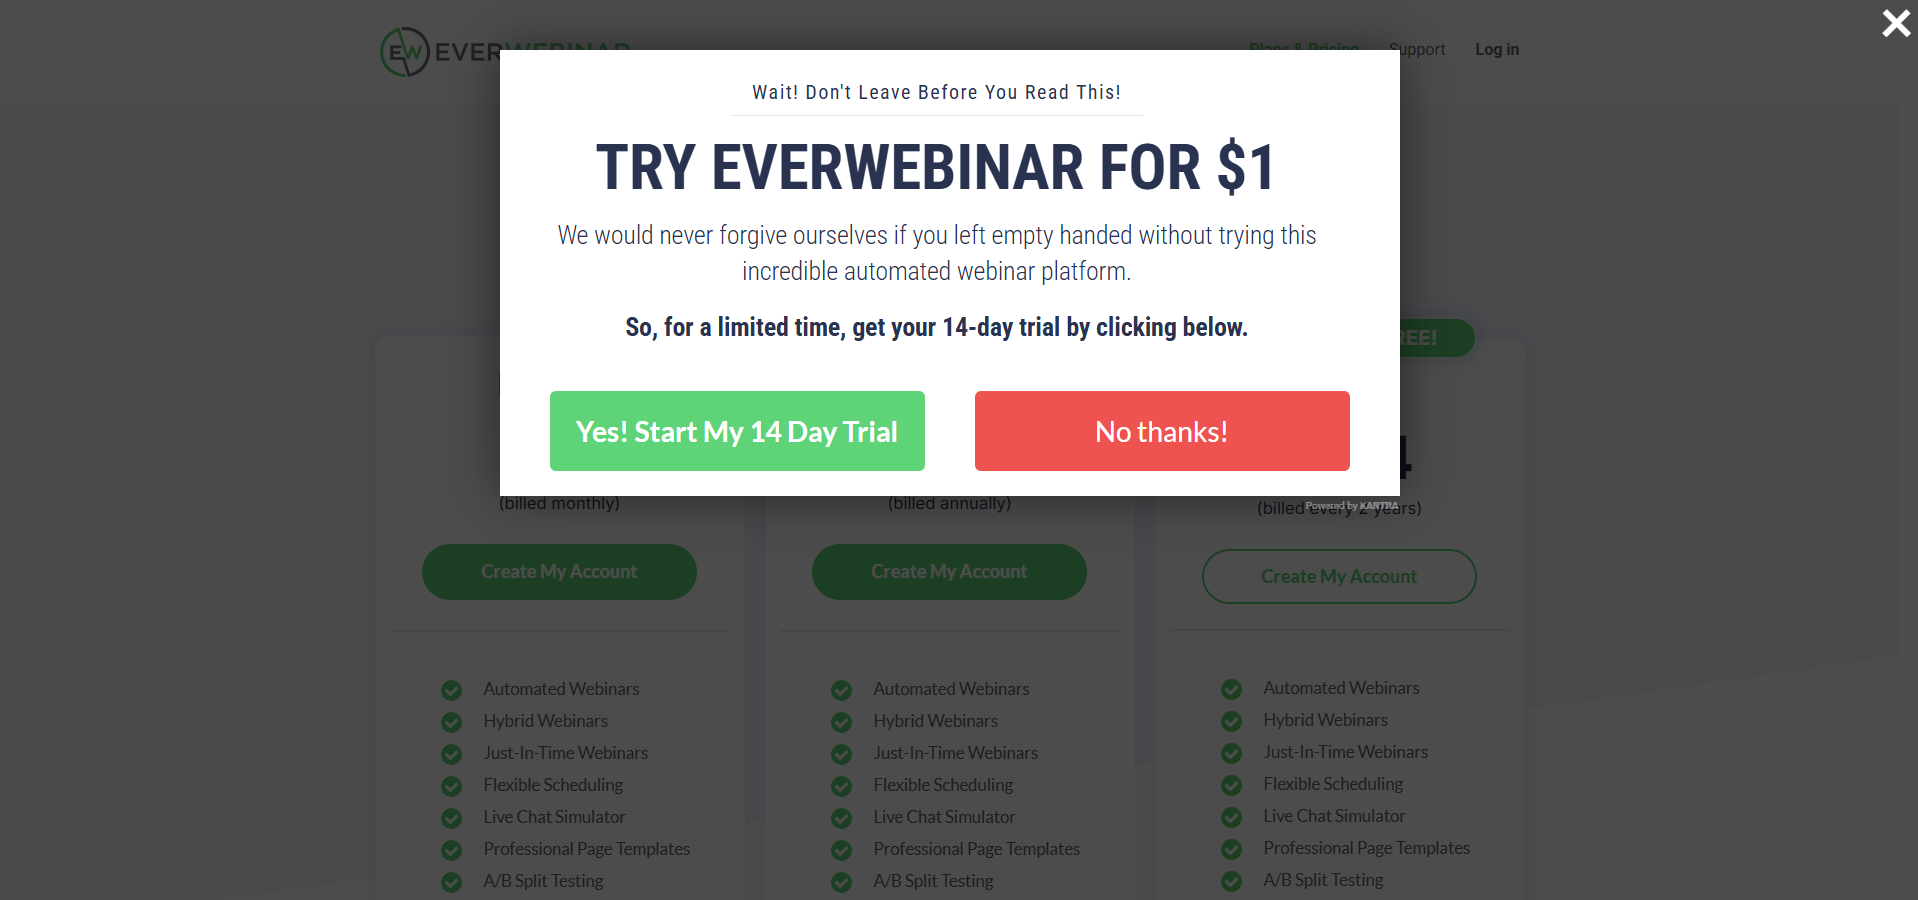 EW EVERWEBINAR
Plans & Pricing Support Log in
Wait! Don't Leave Before You Read This!
TRY EVERWEBINAR FOR $1
We would never forgive ourselves if you left empty handed without trying this
incredible automated webinar platform.
So, for a limited time, get your 14-day trial by clicking below.
Yes! Start My 14 Day Trial
No thanks!
Powered by KARTRA
REE!
4
(billed monthly)
Create My Account
Automated Webinars
Hybrid Webinars
Just-In-Time Webinars
Flexible Scheduling
Live Chat Simulator
Professional Page Templates
A/B Split Testing
(billed annually)
Create My Account
Automated Webinars
Hybrid Webinars
Just-In-Time Webinars
Flexible Scheduling
Live Chat Simulator
Professional Page Templates
A/B Split Testing
(billed every 2 years)
Create My Account
Automated Webinars
Hybrid Webinars
Just-In-Time Webinars
Flexible Scheduling
Live Chat Simulator
Professional Page Templates
A/B Split Testing